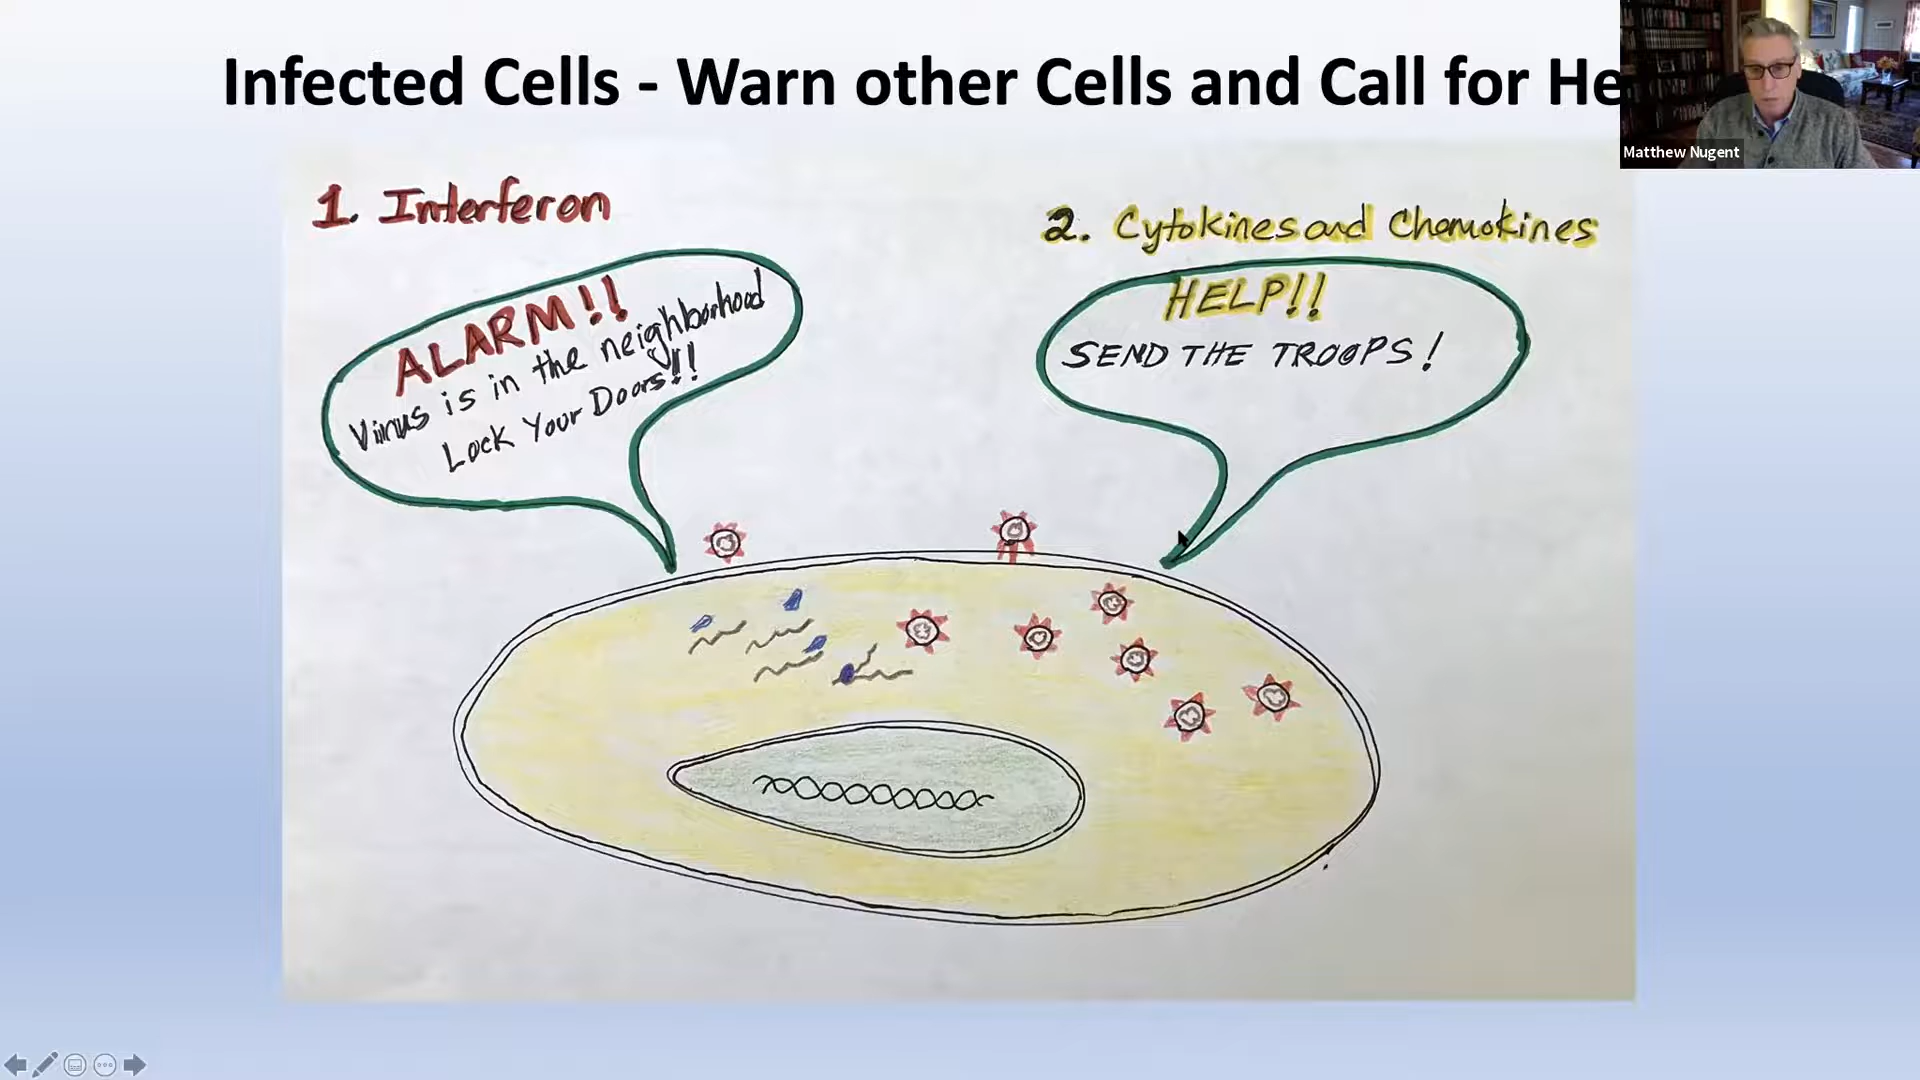 Infected Cells - Warn other Cells and Call for He
Matthew Nugent
1. Interferon
2. Cytokines and Chemokines
ALARM!!
Virus is in the neighborhood
Lock Your Doors!!
HELP!!
SEND THE TROOPS!